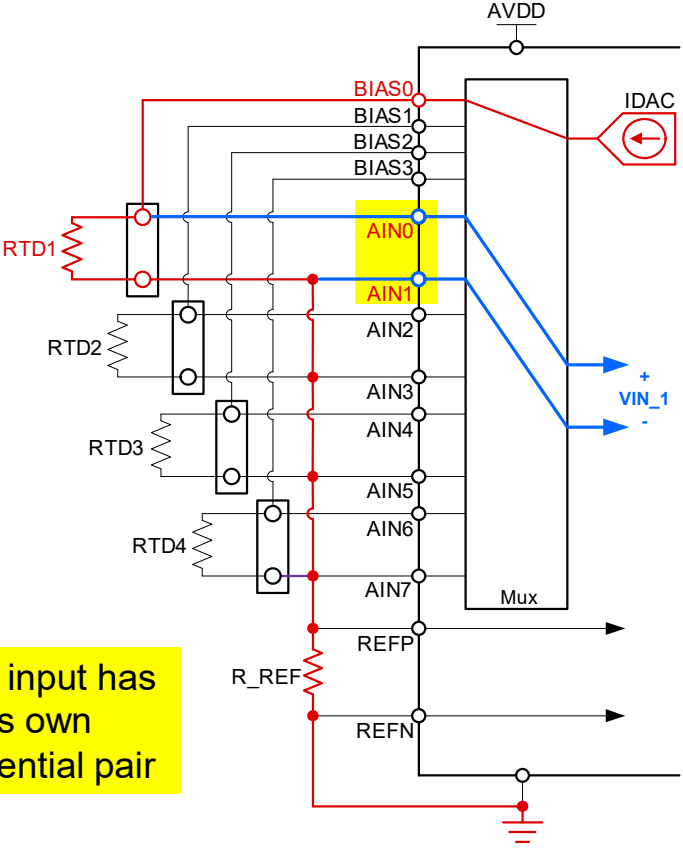 AVDD
BIAS0
IDAC
BIAS1
BIAS2
BIAS3
RTD1
AIN0
AIN1
AIN2
RTD2
AIN3
+
VIN_1
-
AIN4
RTD3
AIN5
AIN6
RTD4
AIN7
Mux
REFP
R_REF
REFN
input has
s own
ential pair